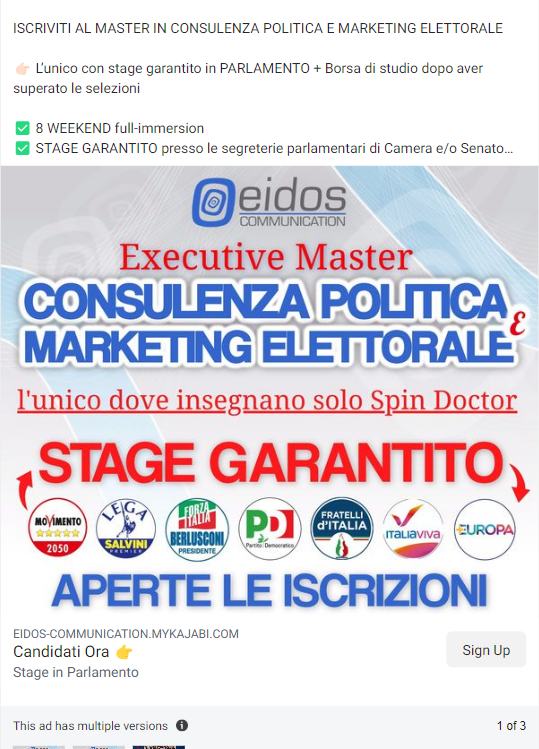 ISCRIVITI AL MASTER IN CONSULENZA POLITICA E MARKETING ELETTORALE
👉🏻 L'unico con stage garantito in PARLAMENTO + Borsa di studio dopo aver
superato le selezioni
✅ 8 WEEKEND full-immersion
✅ STAGE GARANTITO presso le segreterie parlamentari di Camera e/o Senato...
eidos
COMMUNICATION
Executive Master
CONSULENZA POLITICA E
MARKETING ELETTORALE
l'unico dove insegnano solo Spin Doctor
STAGE GARANTITO
MOVIMENTO
2050
LEGA
SALVINI
PREMIER
FORZA
ITALIA
BERLUSCONI
PRESIDENTE
PD
Partito Democratico
FRATELLI
d'ITALIA
ITALIAVIVA
+EUROPA
APERTE LE ISCRIZIONI
EIDOS-COMMUNICATION.MYKAJABI.COM
Candidati Ora 👉
Stage in Parlamento
Sign Up
This ad has multiple versions
1 of 3